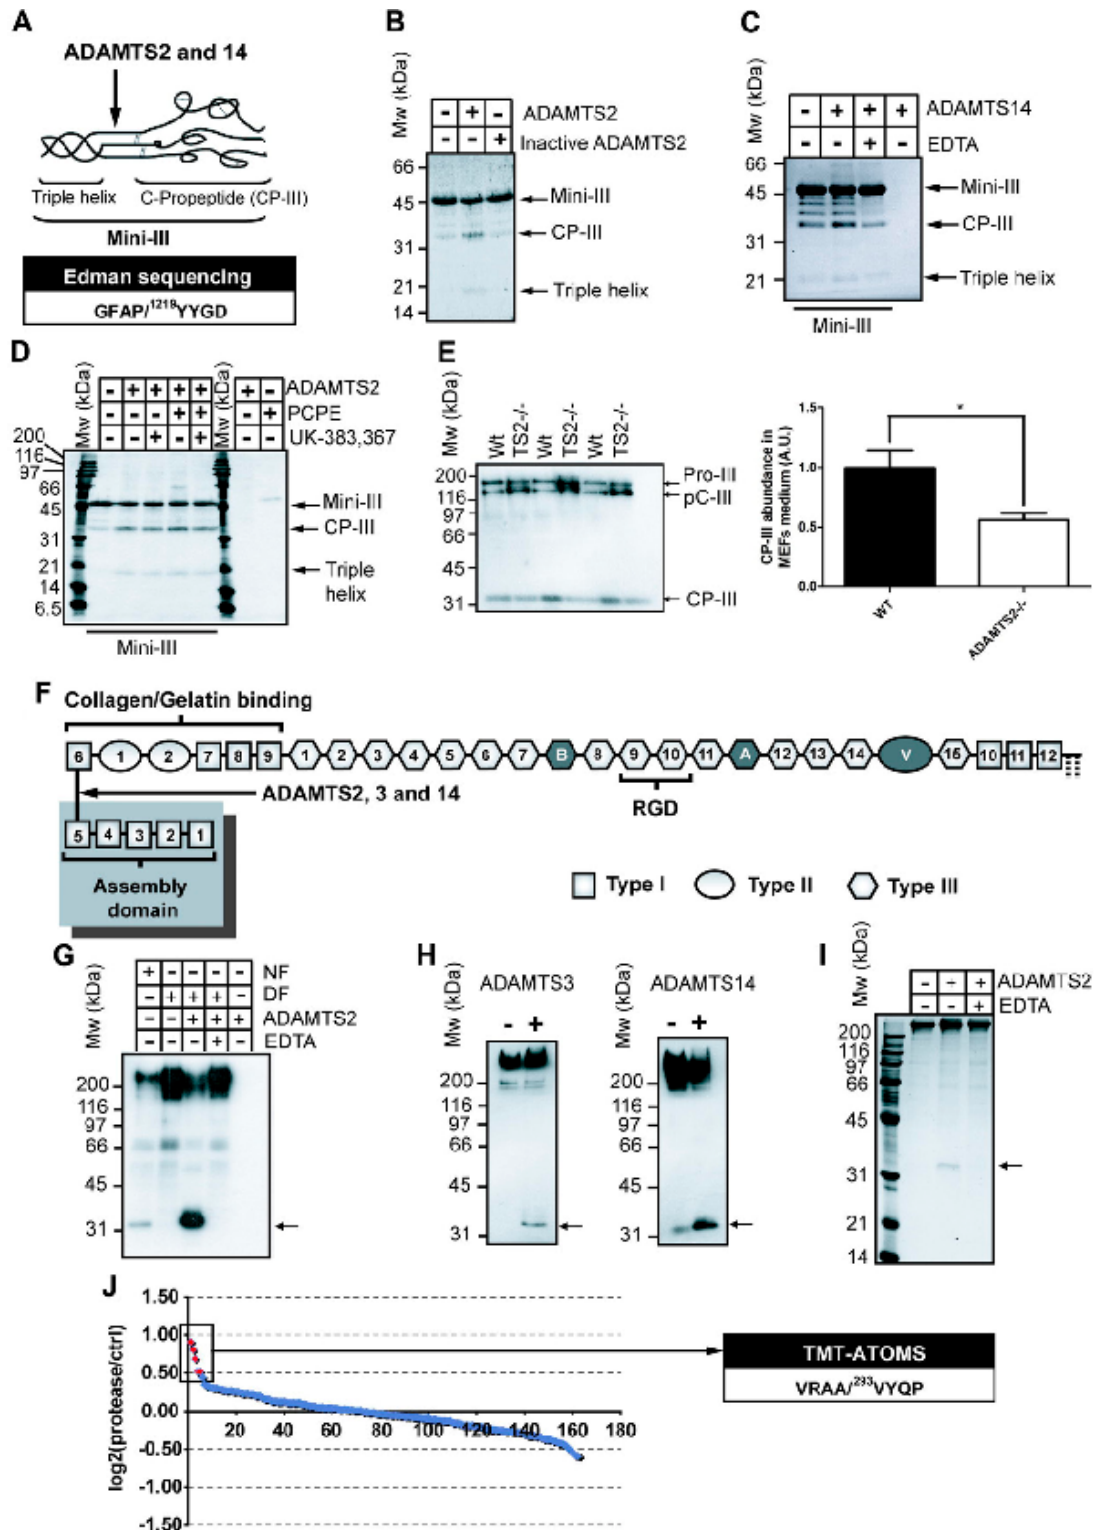 A
ADAMTS2 and 14
Triple helix
C-Propeptide (CP-III)
Mini-III
Edman sequencing
GFAP/1218YYGD
B
Mw (kDa)
- + - ADAMTS2
- - + Inactive ADAMTS2
66
45
31
21
14
Mini-III
CP-III
Triple helix
C
Mw (kDa)
- + + + ADAMTS14
- - + - EDTA
66
45
31
21
Mini-III
CP-III
Triple helix
Mini-III
D
Mw (kDa)
Mw (kDa)
- + + + + + - ADAMTS2
- - - + + - + PCPE
- - + - + - - UK-383,367
200
116
97
66
45
31
21
14
6.5
Mini-III
CP-III
Triple
helix
Mini-III
E
Mw (kDa)
Wt TS2-/- Wt TS2-/- Wt TS2-/-
200
116
97
66
45
31
Pro-III
pC-III
CP-III
CP-III abundance in
MEFs medium (A.U.)
1.5
1.0
0.5
0.0
*
WT
ADAMTS2-/-
F
Collagen/Gelatin binding
6 1 2 7 8 9 1 2 3 4 5 6 7 B 8 9 10 11 A 12 13 14 V 15 10 11 12
ADAMTS2, 3 and 14
RGD
5 4 3 2 1
Assembly
domain
Type I
Type II
Type III
G
Mw (kDa)
+ - - - - NF
- + + + - DF
- - + + + ADAMTS2
- - - + - EDTA
200
116
97
66
45
31
H
Mw (kDa)
ADAMTS3
- +
200
116
97
66
45
31
Mw (kDa)
ADAMTS14
- +
200
116
97
66
45
31
I
Mw (kDa)
- + + ADAMTS2
- - + EDTA
200
116
97
66
45
31
21
14
J
log2(protease/ctrl)
1.50
1.00
0.50
0.00
-0.50
-1.00
-1.50
20 40 60 80 100 120 140 160 180
TMT-ATOMS
VRAA/293VYQP